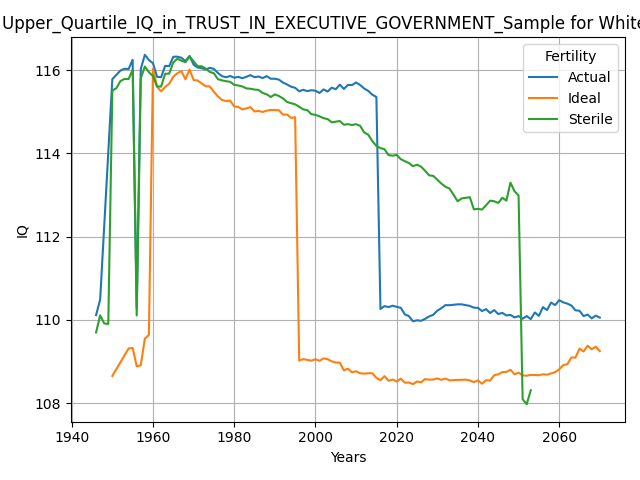 Upper_Quartile_IQ_in_TRUST_IN_EXECUTIVE_GOVERNMENT_Sample for White
Fertility
Actual
Ideal
Sterile
IQ
116
114
112
110
108
1940 1960 1980 2000 2020 2040 2060
Years